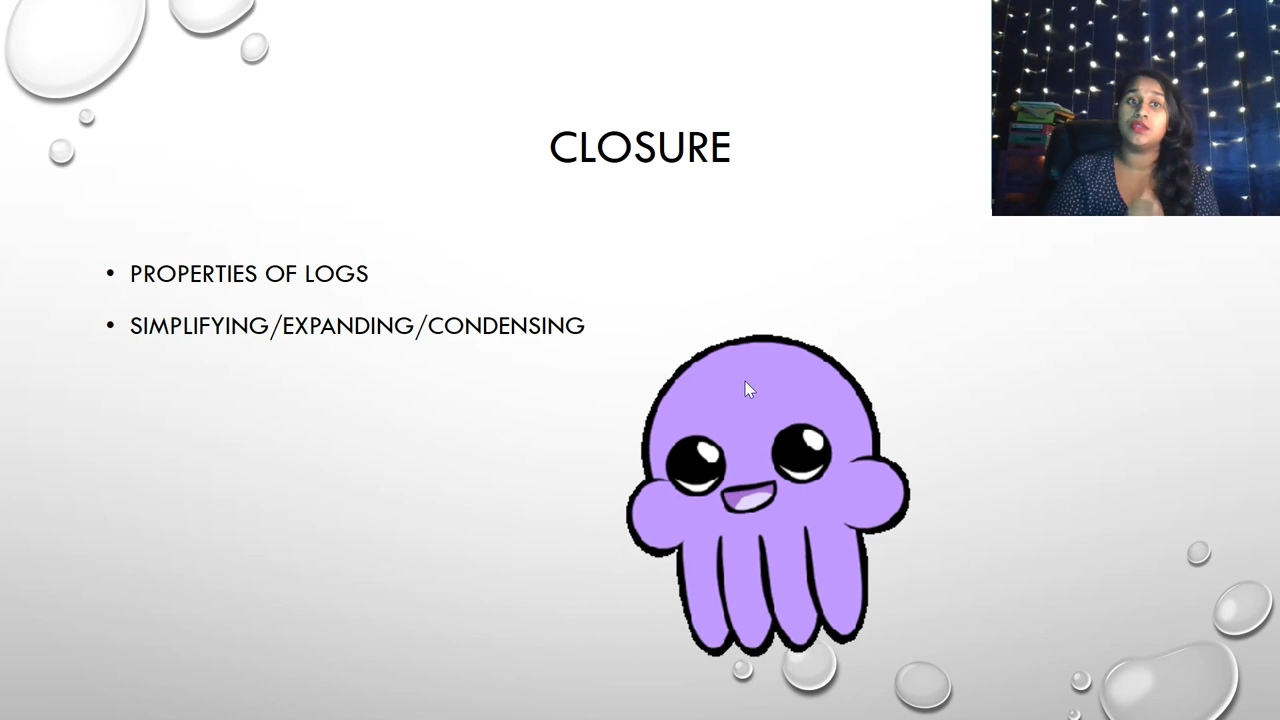 CLOSURE
• PROPERTIES OF LOGS
• SIMPLIFYING/EXPANDING/CONDENSING